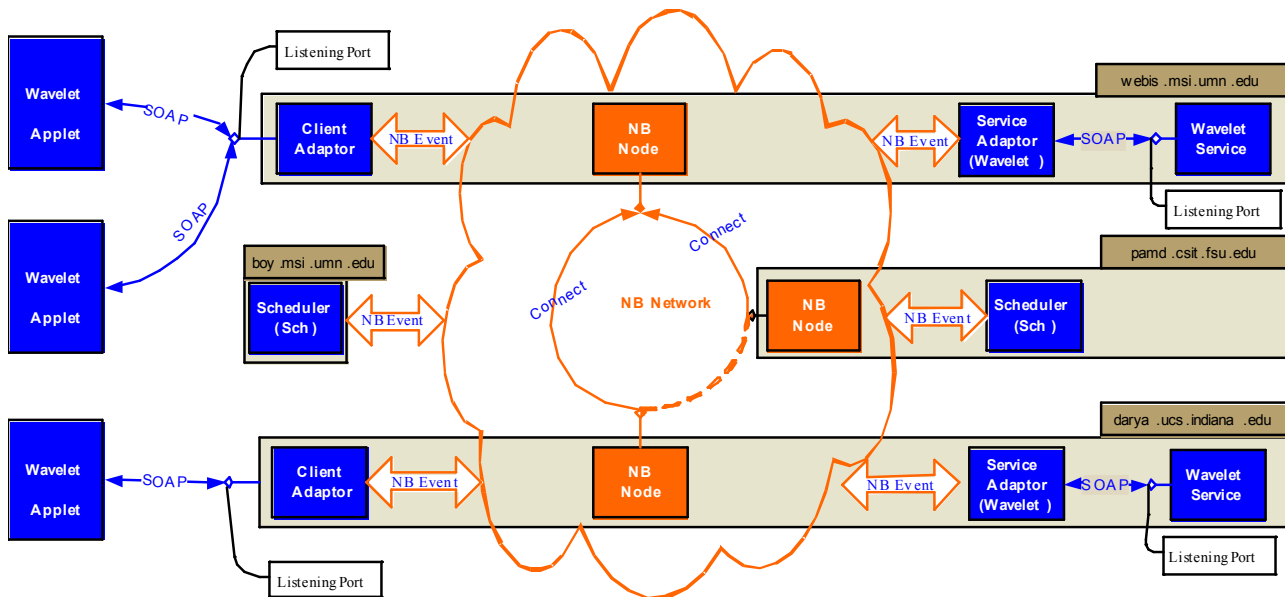 Listening Port
webis .msi.umn .edu
Wavelet
Applet
SOAP
Client
Adaptor
NB Event
NB
Node
NB Event
Service
Adaptor
(Wavelet )
SOAP
Wavelet
Service
Listening Port
SOAP
Wavelet
Applet
Connect
Connect
NB Network
boy .msi.umn .edu
Scheduler
( Sch )
NB Event
pamd .csit .fsu .edu
NB
Node
NB Event
Scheduler
(Sch )
darya .ucs .indiana .edu
Wavelet
Applet
SOAP
Client
Adaptor
NB Event
NB
Node
NB Event
Service
Adaptor
(Wavelet )
SOAP
Wavelet
Service
Listening Port
Listening Port